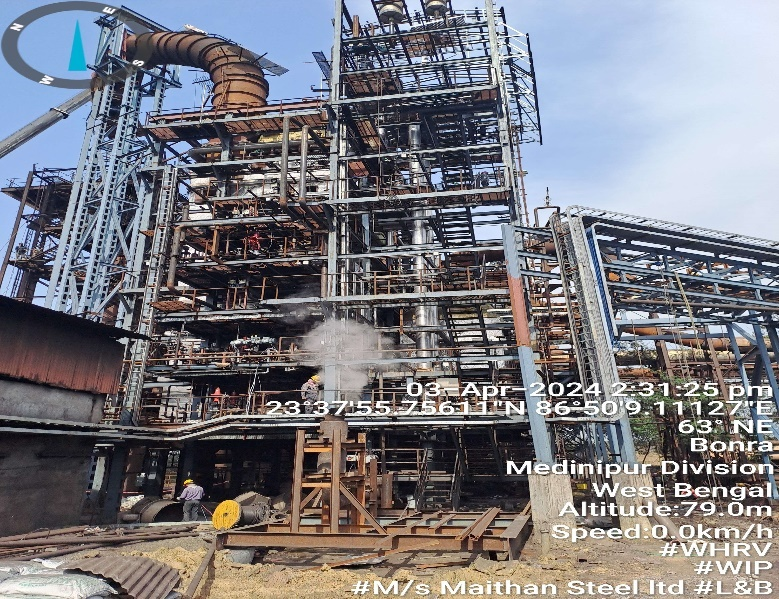 N
E
W
S
03-Apr-2024 2:31:25 pm
23°37'55.75611"N 86°50'9.11127"E
63° NE
Bonra
Medinipur Division
West Bengal
Altitude:79.0m
Speed:0.0km/h
#WHRV
#WIP
#M/s Maithan Steel ltd #L&B